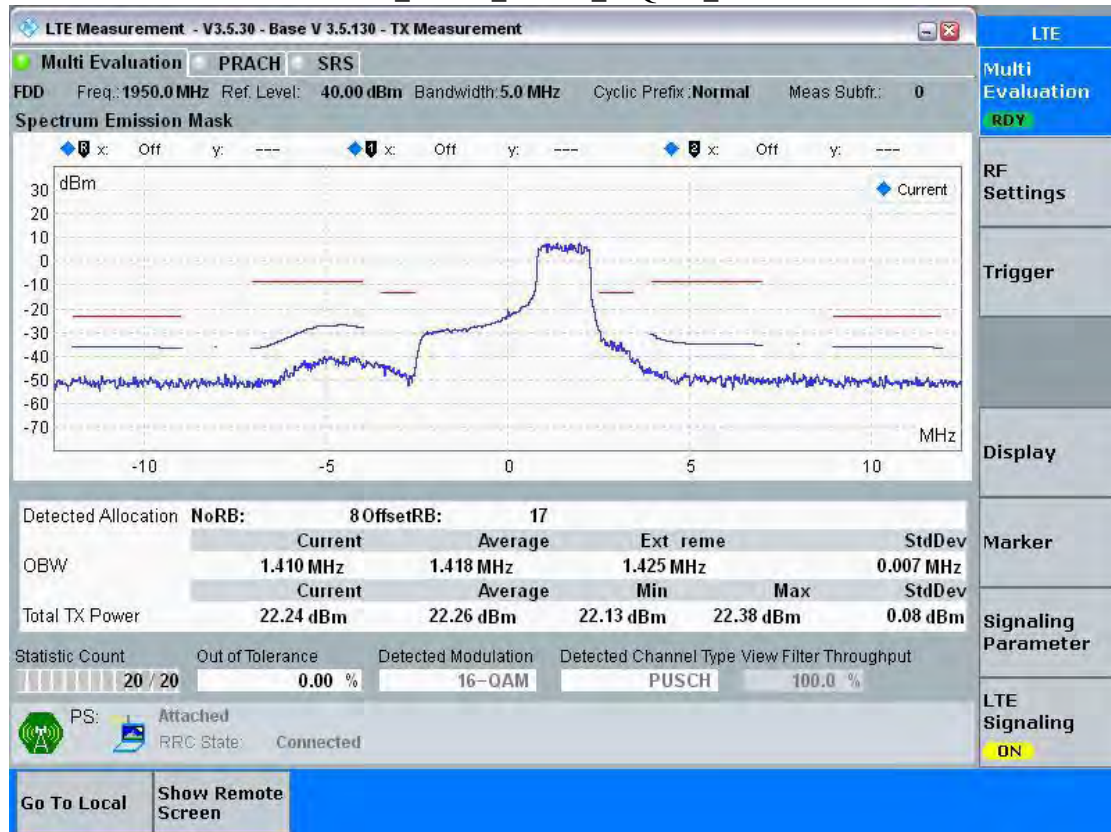 LTE Measurement - V3.5.30 - Base V 3.5.130 - TX Measurement
LTE
Multi Evaluation PRACH SRS
FDD Freq.: 1950.0 MHz Ref. Level: 40.00 dBm Bandwidth: 5.0 MHz Cyclic Prefix : Normal Meas Subfr.: 0
Spectrum Emission Mask
R x: Off y: --- 1 x: Off y: --- 2 x: Off y: ---
dBm
Current
30
20
10
0
-10
-20
-30
-40
-50
-60
-70
MHz
-10 -5 0 5 10
Detected Allocation NoRB: 8 OffsetRB: 17
Current Average Ext reme StdDev
OBW 1.410 MHz 1.418 MHz 1.425 MHz 0.007 MHz
Current Average Min Max StdDev
Total TX Power 22.24 dBm 22.26 dBm 22.13 dBm 22.38 dBm 0.08 dBm
Statistic Count Out of Tolerance Detected Modulation Detected Channel Type View Filter Throughput
20 / 20 0.00 % 16-QAM PUSCH 100.0 %
PS: Attached
RRC State: Connected
Go To Local
Show Remote
Screen
Multi
Evaluation
RDY
RF
Settings
Trigger
Display
Marker
Signaling
Parameter
LTE
Signaling
ON